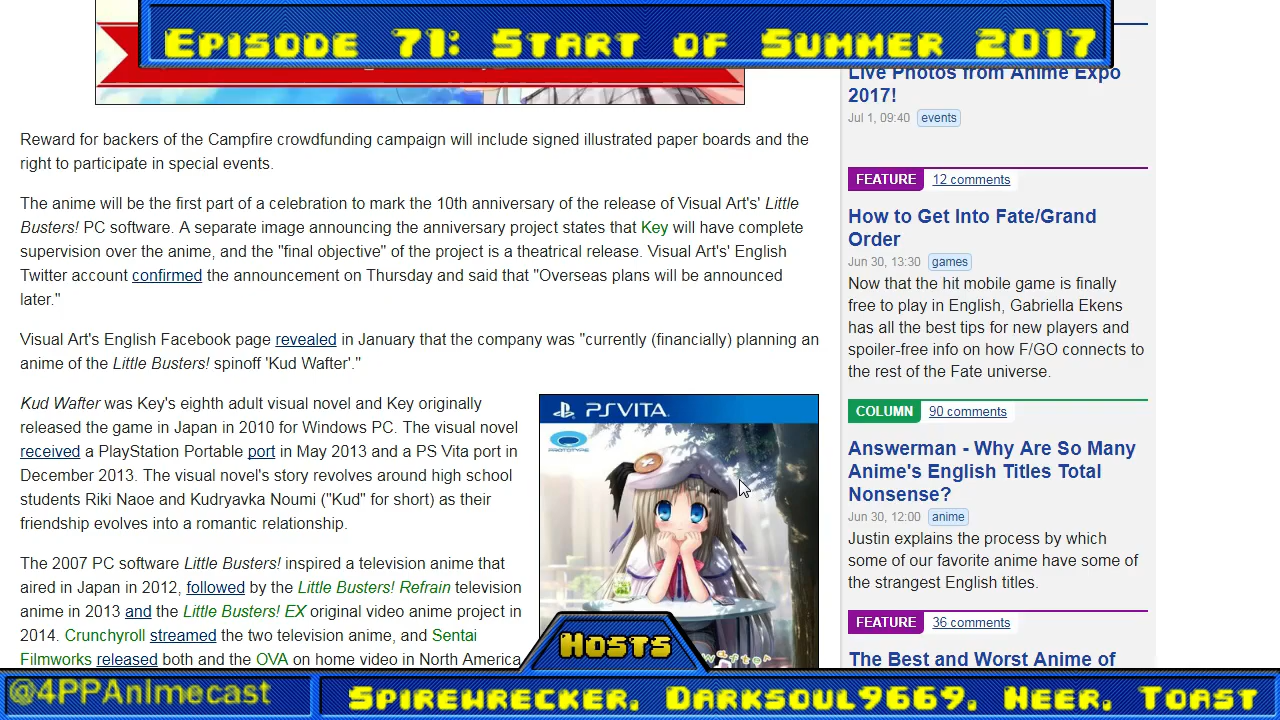 Episode 71: Start of Summer 2017
Reward for backers of the Campfire crowdfunding campaign will include signed illustrated paper boards and the
right to participate in special events.
The anime will be the first part of a celebration to mark the 10th anniversary of the release of Visual Art's' Little
Busters! PC software. A separate image announcing the anniversary project states that Key will have complete
supervision over the anime, and the "final objective" of the project is a theatrical release. Visual Art's' English
Twitter account confirmed the announcement on Thursday and said that "Overseas plans will be announced
later."
Visual Art's English Facebook page revealed in January that the company was "currently (financially) planning an
anime of the Little Busters! spinoff 'Kud Wafter'."
Kud Wafter was Key's eighth adult visual novel and Key originally
released the game in Japan in 2010 for Windows PC. The visual novel
received a PlayStation Portable port in May 2013 and a PS Vita port in
December 2013. The visual novel's story revolves around high school
students Riki Naoe and Kudryavka Noumi ("Kud" for short) as their
friendship evolves into a romantic relationship.
The 2007 PC software Little Busters! inspired a television anime that
aired in Japan in 2012, followed by the Little Busters! Refrain television
anime in 2013 and the Little Busters! EX original video anime project in
2014. Crunchyroll streamed the two television anime, and Sentai
Filmworks released both and the OVA on home video in North America
PSVITA
PROTOTYPE
Live Photos from Anime Expo
2017!
Jul 1, 09:40 events
FEATURE 12 comments
How to Get Into Fate/Grand
Order
Jun 30, 13:30 games
Now that the hit mobile game is finally
free to play in English, Gabriella Ekens
has all the best tips for new players and
spoiler-free info on how F/GO connects to
the rest of the Fate universe.
COLUMN 90 comments
Answerman - Why Are So Many
Anime's English Titles Total
Nonsense?
Jun 30, 12:00 anime
Justin explains the process by which
some of our favorite anime have some of
the strangest English titles.
FEATURE 36 comments
The Best and Worst Anime of
Hosts
@4PPAnImecast
Spirewrecker, Darksoul9669, Neer, Toast